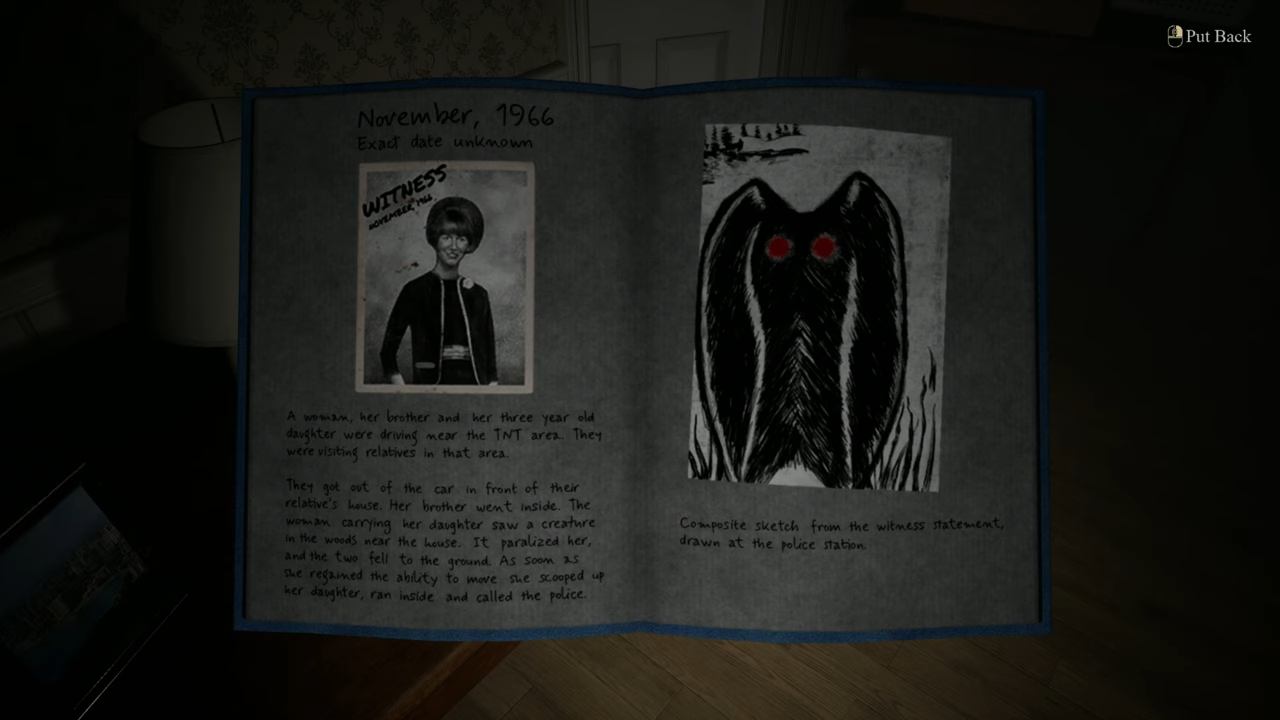 Put Back
November, 1966
Exact date unknown
WITNESS
NOVEMBER, 1966
A woman, her brother and her three year old
daughter were driving near the TNT area. They
were visiting relatives in that area.
They got out of the car in front of their
relative's house. Her brother went inside. The
woman carrying her daughter saw a creature
in the woods near the house. It paralized her,
and the two fell to the ground. As soon as
she regained the ability to move she scooped up
her daughter, ran inside and called the police.
Composite sketch from the witness statement,
drawn at the police station.